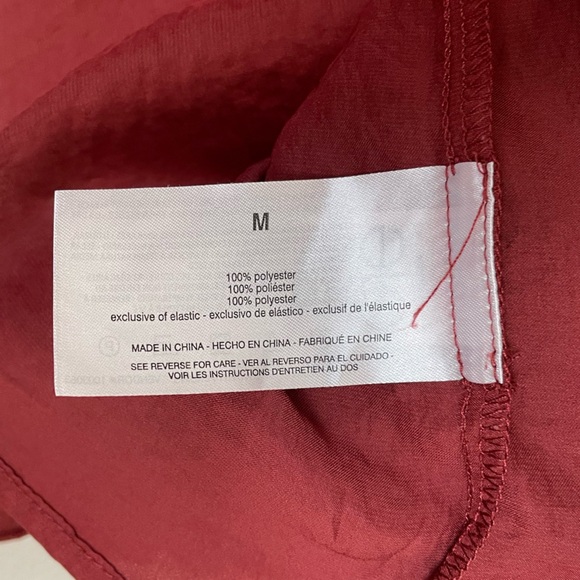 M
100% polyester
100% poliéster
100% polyester
exclusive of elastic - exclusivo de elástico - exclusif de l'élastique
MADE IN CHINA - HECHO EN CHINA - FABRIQUÉ EN CHINE
SEE REVERSE FOR CARE - VER AL REVERSO PARA EL CUIDADO -
VOIR LES INSTRUCTIONS D'ENTRETIEN AU DOS